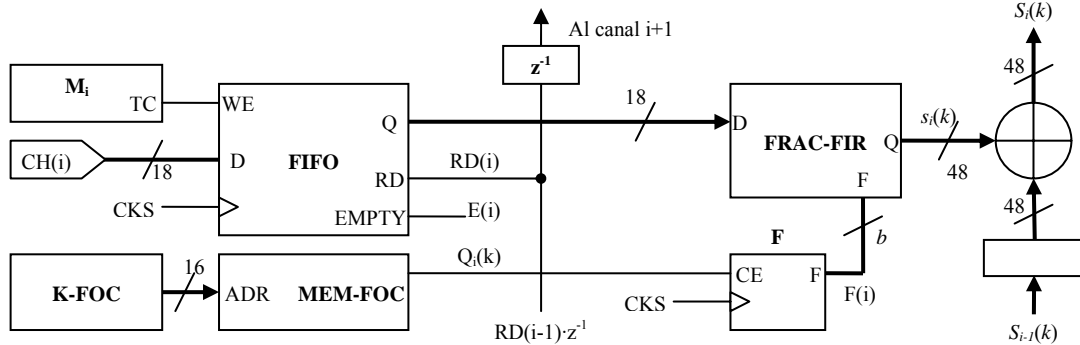 S_i(k)
Al canal i+1
z⁻¹
48
M_i
TC
WE
18
Q
D
FRAC-FIR
Q
s_i(k)
48
F
CH(i)
18
D
FIFO
RD
RD(i)
CKS
EMPTY
E(i)
48
F
b
K-FOC
16
ADR
MEM-FOC
Q_i(k)
CE
F
F(i)
CKS
RD(i-1)·z⁻¹
S_{i-1}(k)